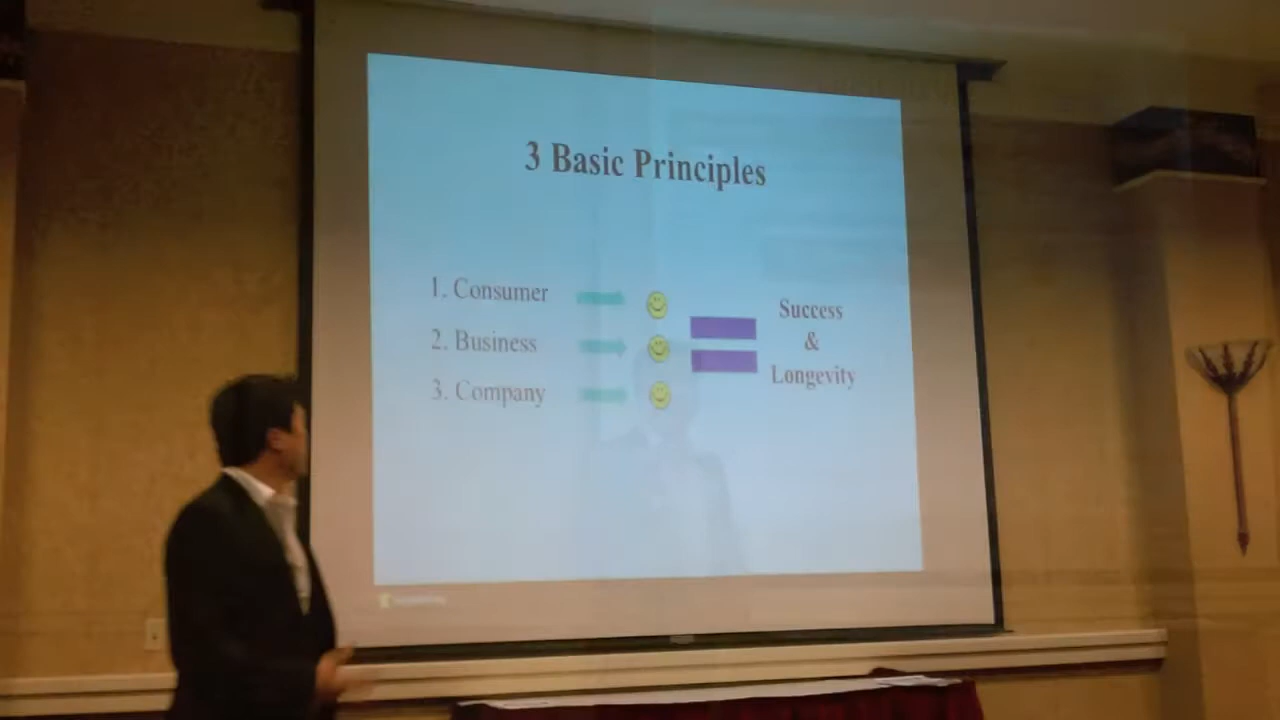 3 Basic Principles
1. Consumer
2. Business
3. Company
Success
&
Longevity